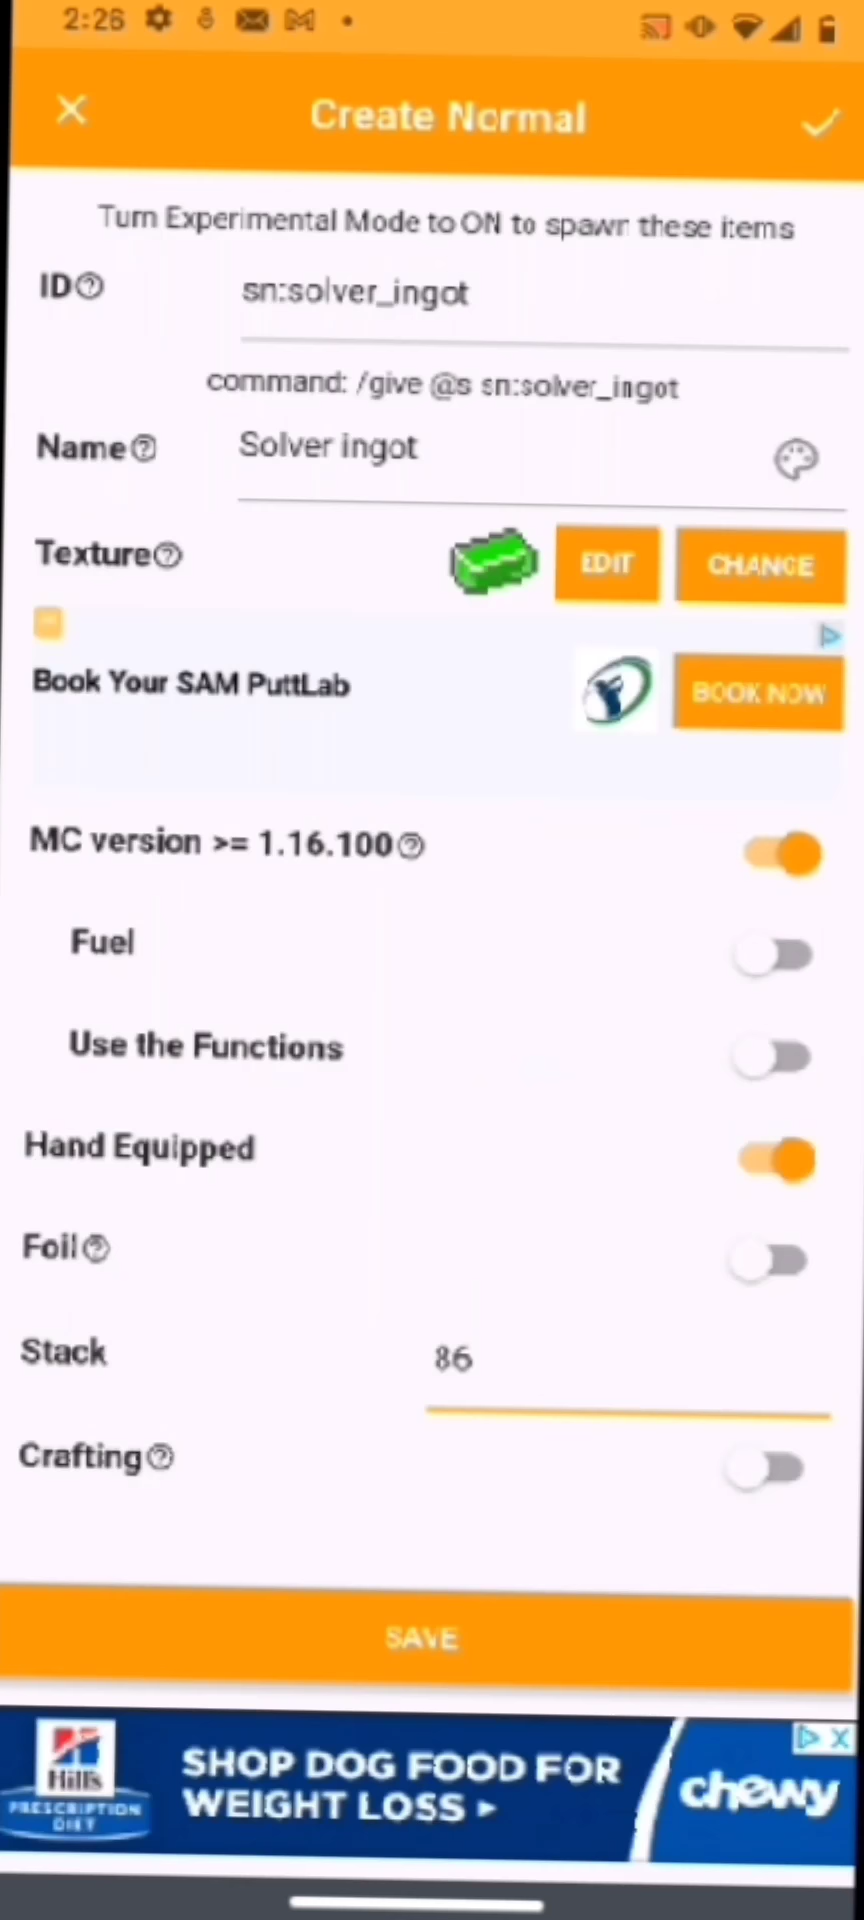 2:26
Create Normal
Turn Experimental Mode to ON to spawn these items
ID
sn:solver_ingot
command: /give @s sn:solver_ingot
Name
Solver ingot
Texture
EDIT
CHANGE
Book Your SAM PuttLab
BOOK NOW
MC version >= 1.16.100
Fuel
Use the Functions
Hand Equipped
Foil
Stack
86
Crafting
SAVE
Hill's
PRESCRIPTION
DIET
SHOP DOG FOOD FOR
WEIGHT LOSS
chewy